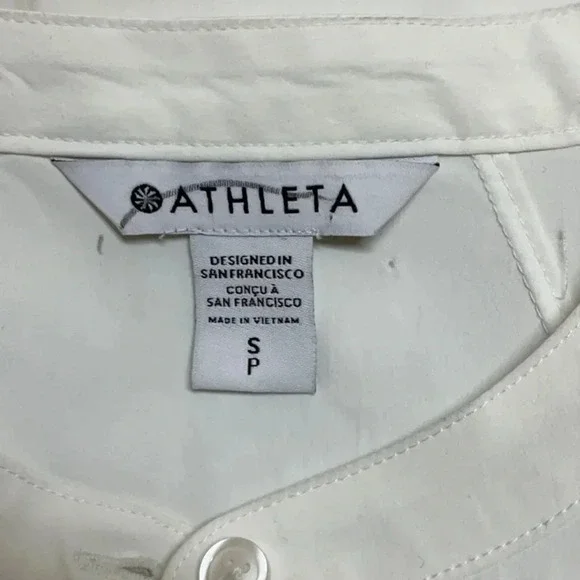 ATHLETA
DESIGNED IN
SAN FRANCISCO
CONÇU À
SAN FRANCISCO
MADE IN VIETNAM
S
P